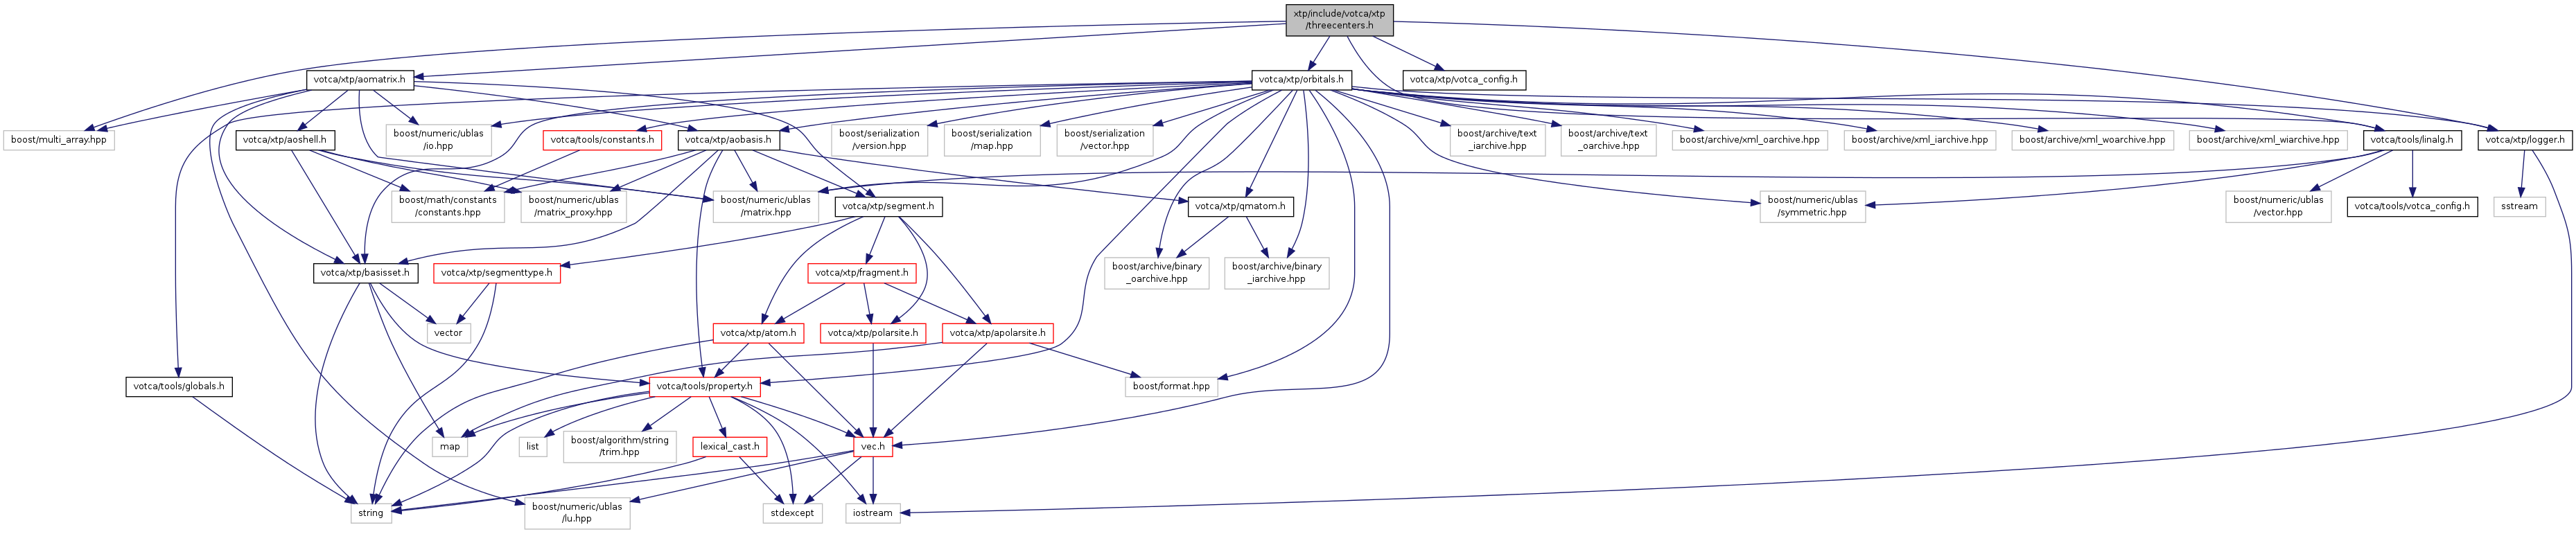 xtp/include/votca/xtp
/threecenters.h
votca/xtp/aomatrix.h
votca/xtp/orbitals.h
votca/xtp/votca_config.h
boost/multi_array.hpp
votca/xtp/aoshell.h
boost/numeric/ublas
/io.hpp
votca/tools/constants.h
votca/xtp/aobasis.h
boost/serialization
/version.hpp
boost/serialization
/map.hpp
boost/serialization
/vector.hpp
boost/archive/text
_iarchive.hpp
boost/archive/text
_oarchive.hpp
boost/archive/xml_oarchive.hpp
boost/archive/xml_iarchive.hpp
boost/archive/xml_woarchive.hpp
boost/archive/xml_wiarchive.hpp
votca/tools/linalg.h
votca/xtp/logger.h
boost/math/constants
/constants.hpp
boost/numeric/ublas
/matrix_proxy.hpp
boost/numeric/ublas
/matrix.hpp
votca/xtp/segment.h
votca/xtp/qmatom.h
boost/numeric/ublas
/symmetric.hpp
boost/numeric/ublas
/vector.hpp
votca/tools/votca_config.h
sstream
votca/xtp/basisset.h
votca/xtp/segmenttype.h
votca/xtp/fragment.h
boost/archive/binary
_oarchive.hpp
boost/archive/binary
_iarchive.hpp
vector
votca/xtp/atom.h
votca/xtp/polarsite.h
votca/xtp/apolarsite.h
votca/tools/globals.h
votca/tools/property.h
boost/format.hpp
map
list
boost/algorithm/string
/trim.hpp
lexical_cast.h
vec.h
string
boost/numeric/ublas
/lu.hpp
stdexcept
iostream